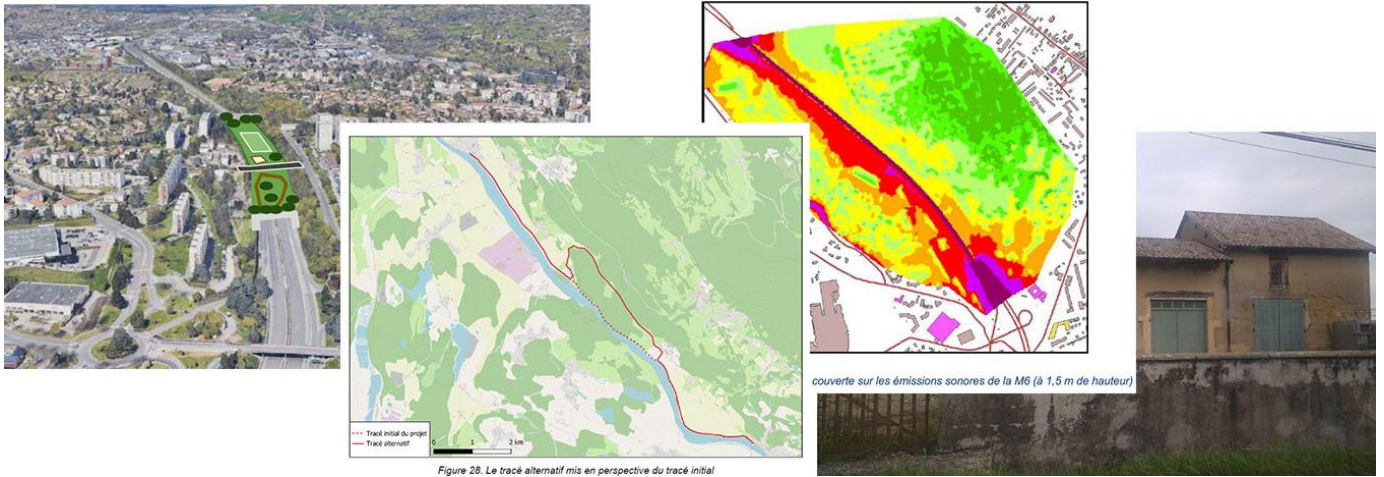 couverte sur les émissions sonores de la M6 (à 1,5 m de hauteur)
Tracé initial du projet
Tracé alternatif
0 1 2 km
Figure 28. Le tracé alternatif mis en perspective du tracé initial